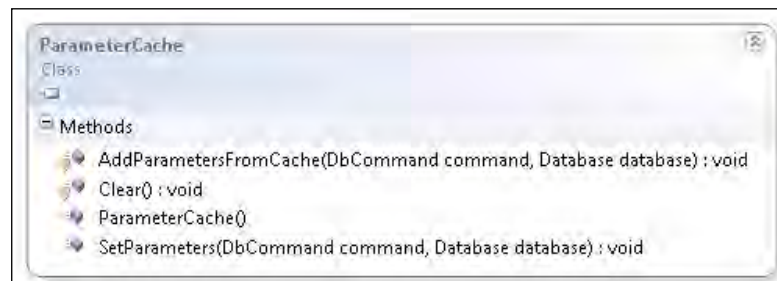 ParameterCache
Class
Methods
AddParametersFromCache(DbCommand command, Database database) : void
Clear() : void
ParameterCache()
SetParameters(DbCommand command, Database database) : void